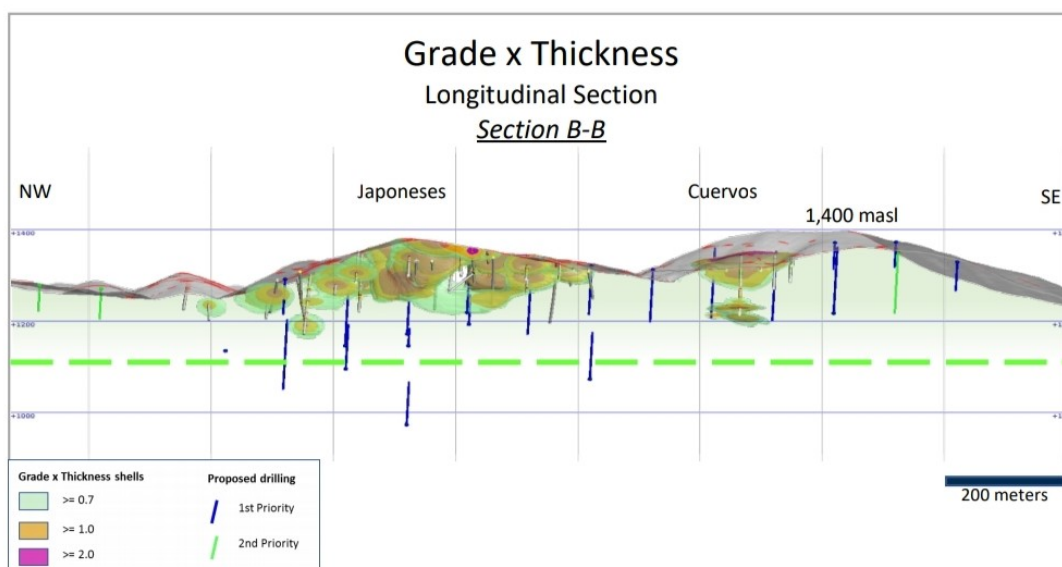 Grade x Thickness
Longitudinal Section
Section B-B
NW
Japoneses
Cuervos
SE
1,400 masl
+1400
+1200
+1000
200 meters
Grade x Thickness shells
>= 0.7
>= 1.0
>= 2.0
Proposed drilling
1st Priority
2nd Priority